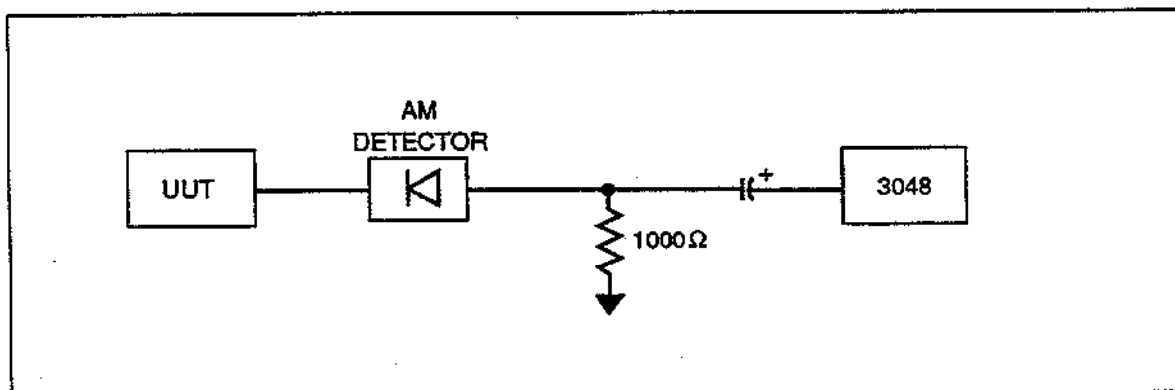 AM
DETECTOR
UUT
+
3048
1000Ω